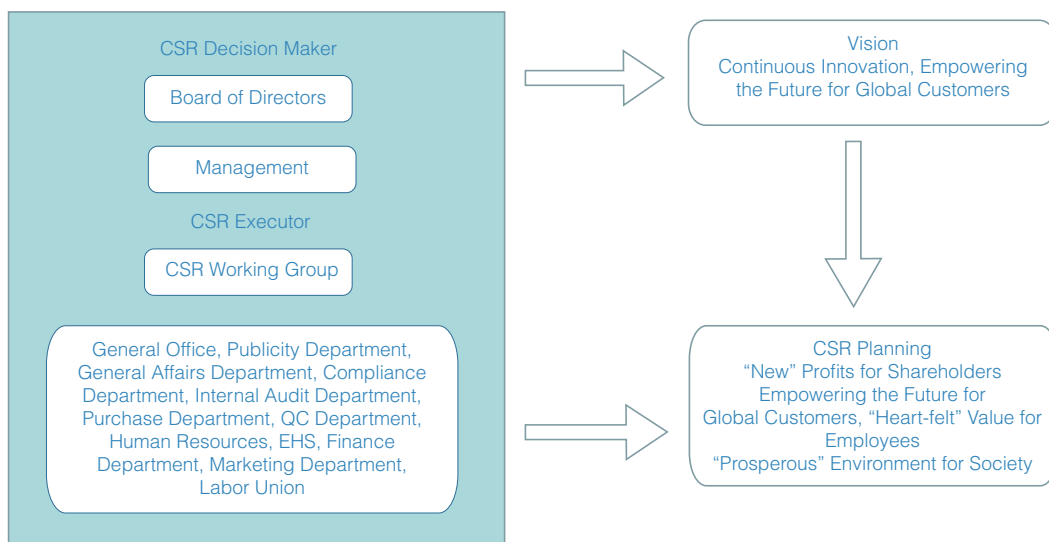 CSR Decision Maker
Board of Directors
Management
CSR Executor
CSR Working Group
General Office, Publicity Department,
General Affairs Department, Compliance
Department, Internal Audit Department,
Purchase Department, QC Department,
Human Resources, EHS, Finance
Department, Marketing Department,
Labor Union
Vision
Continuous Innovation, Empowering
the Future for Global Customers
CSR Planning
“New” Profits for Shareholders
Empowering the Future for
Global Customers, “Heart-felt” Value for
Employees
“Prosperous” Environment for Society